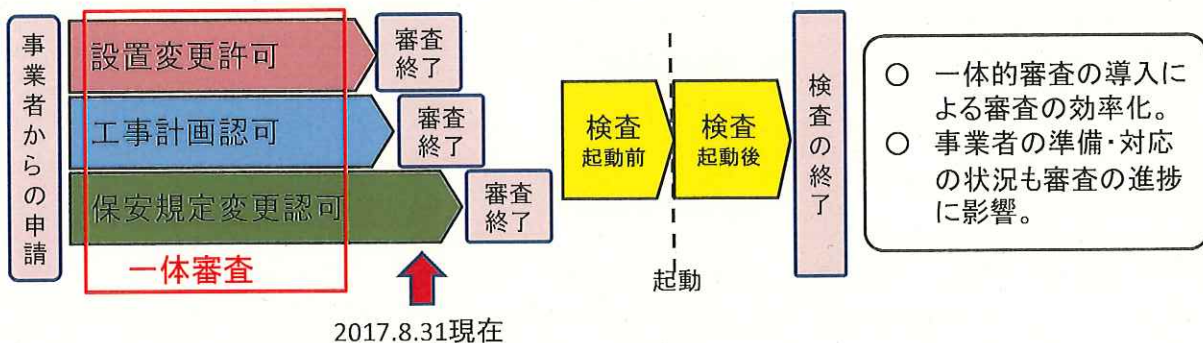 事業者からの申請
設置変更許可
工事計画認可
保安規定変更認可
一体審査
審査
終了
審査
終了
審査
終了
2017.8.31現在
検査
起動前
検査
起動後
起動
検査の終了
○ 一体的審査の導入に
よる審査の効率化。
○ 事業者の準備・対応
の状況も審査の進捗
に影響。